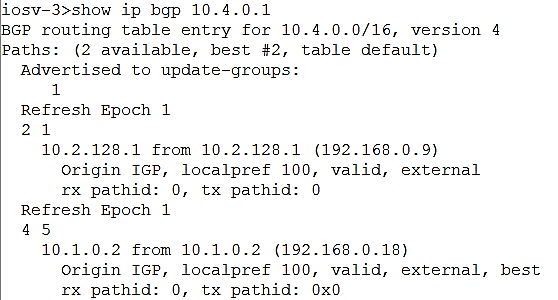 iosv-3>show ip bgp 10.4.0.1
BGP routing table entry for 10.4.0.0/16, version 4
Paths: (2 available, best #2, table default)
  Advertised to update-groups:
     1
  Refresh Epoch 1
  2 1
    10.2.128.1 from 10.2.128.1 (192.168.0.9)
      Origin IGP, localpref 100, valid, external
      rx pathid: 0, tx pathid: 0
  Refresh Epoch 1
  4 5
    10.1.0.2 from 10.1.0.2 (192.168.0.18)
      Origin IGP, localpref 100, valid, external, best
      rx pathid: 0, tx pathid: 0x0